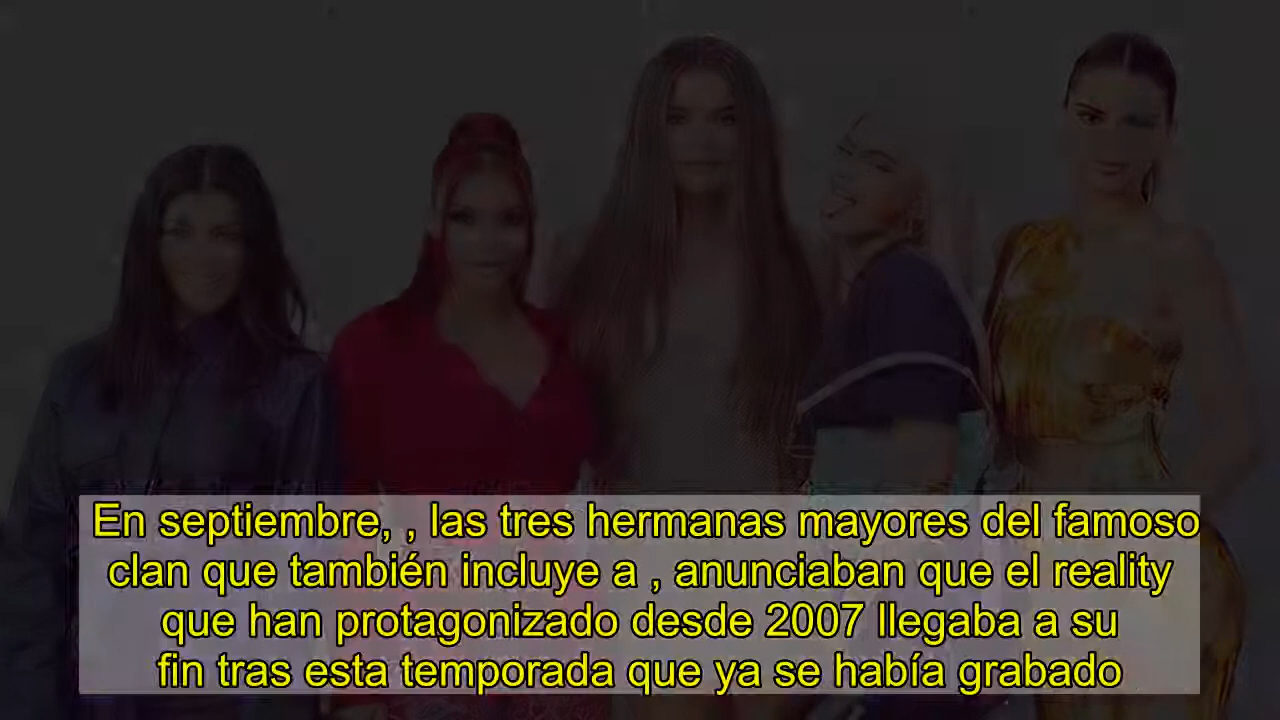 En septiembre, , las tres hermanas mayores del famoso
clan que también incluye a , anunciaban que el reality
que han protagonizado desde 2007 llegaba a su
fin tras esta temporada que ya se había grabado